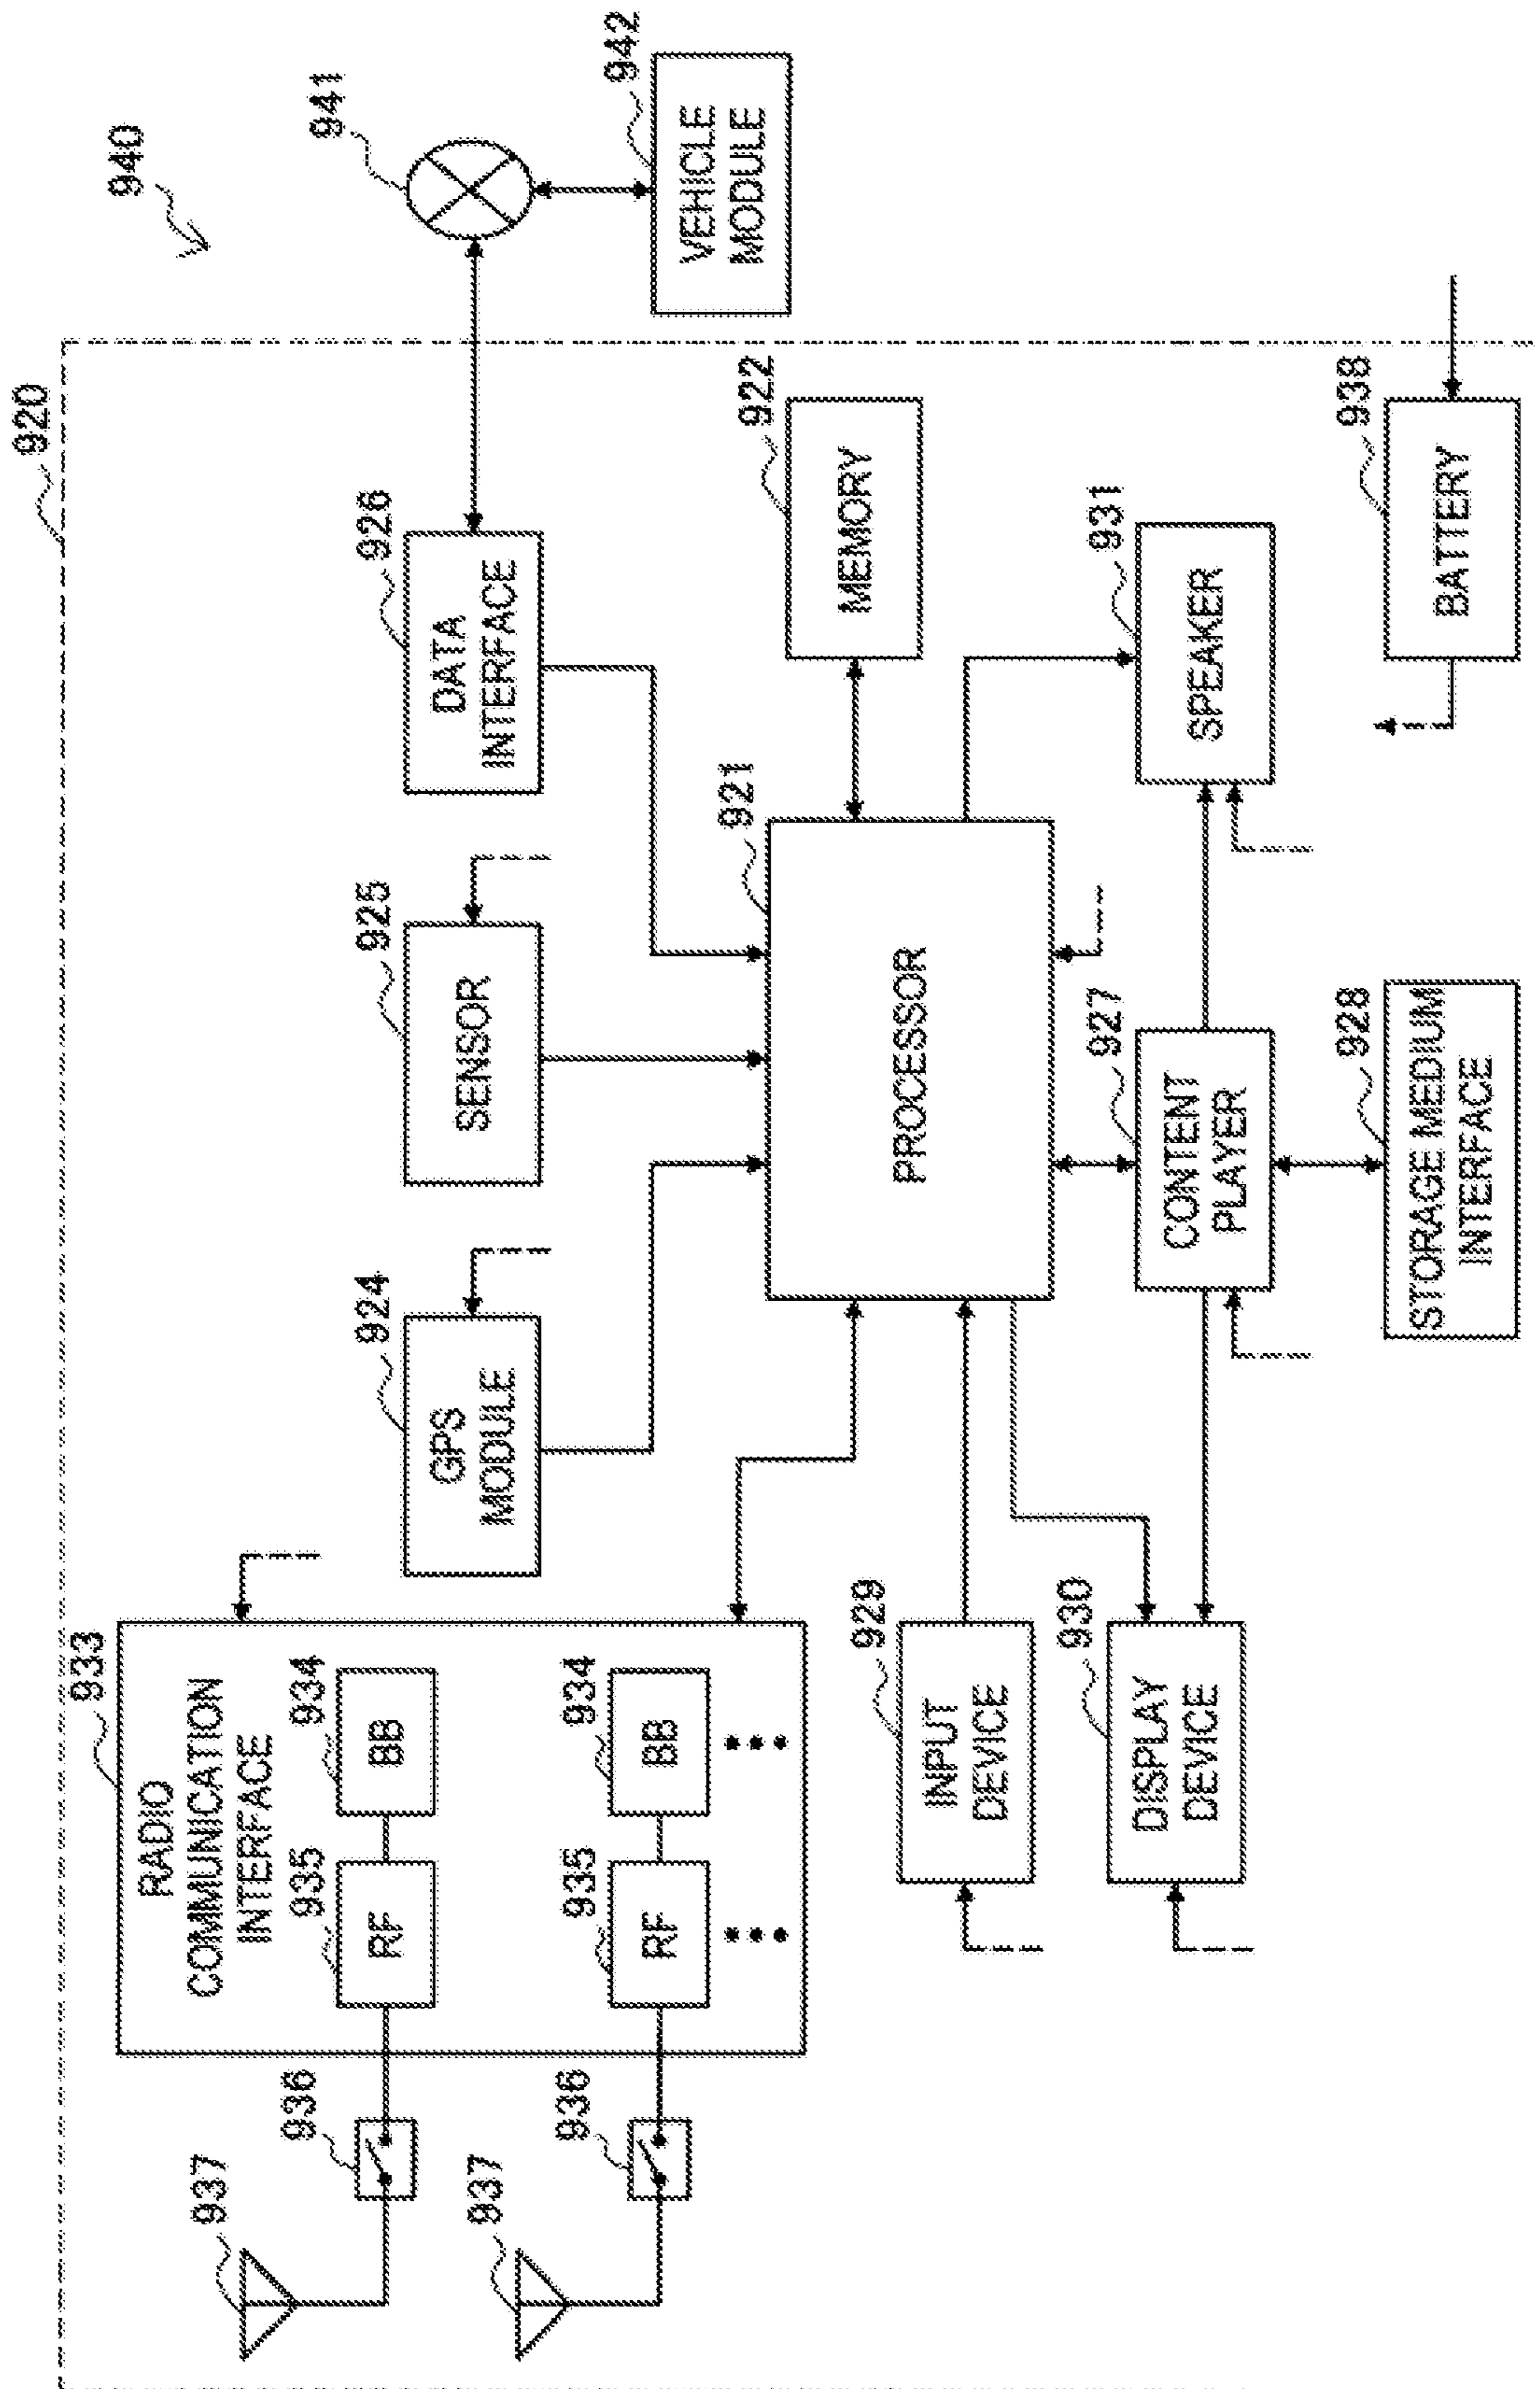 940
941
942
VEHICLE
MODULE
920
933
RADIO
COMMUNICATION
INTERFACE
934
BB
935
RF
936
937
934
BB
935
RF
936
937
924
GPS
MODULE
925
SENSOR
926
DATA
INTERFACE
921
PROCESSOR
922
MEMORY
929
INPUT
DEVICE
930
DISPLAY
DEVICE
927
CONTENT
PLAYER
931
SPEAKER
928
STORAGE MEDIUM
INTERFACE
938
BATTERY